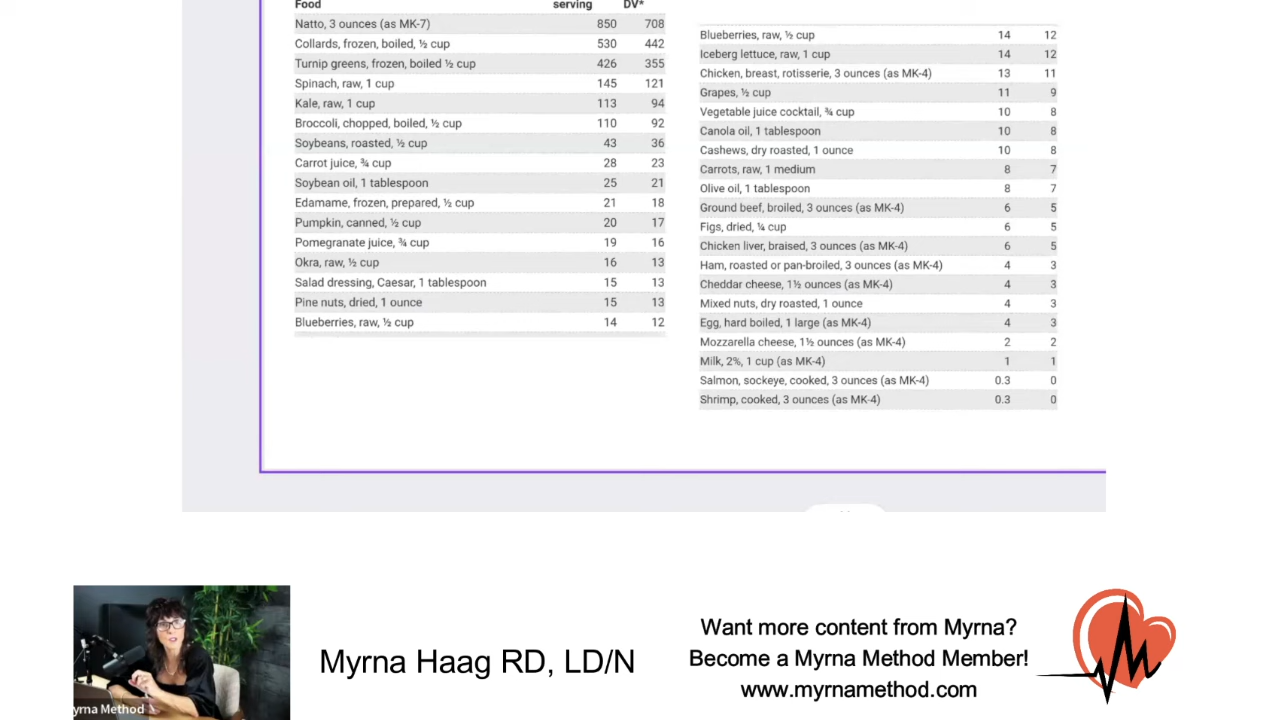 Food serving DV*
Natto, 3 ounces (as MK-7) 850 708
Collards, frozen, boiled, ½ cup 530 442
Turnip greens, frozen, boiled ½ cup 426 355
Spinach, raw, 1 cup 145 121
Kale, raw, 1 cup 113 94
Broccoli, chopped, boiled, ½ cup 110 92
Soybeans, roasted, ½ cup 43 36
Carrot juice, ¾ cup 28 23
Soybean oil, 1 tablespoon 25 21
Edamame, frozen, prepared, ½ cup 21 18
Pumpkin, canned, ½ cup 20 17
Pomegranate juice, ¾ cup 19 16
Okra, raw, ½ cup 16 13
Salad dressing, Caesar, 1 tablespoon 15 13
Pine nuts, dried, 1 ounce 15 13
Blueberries, raw, ½ cup 14 12
Blueberries, raw, ½ cup 14 12
Iceberg lettuce, raw, 1 cup 14 12
Chicken, breast, rotisserie, 3 ounces (as MK-4) 13 11
Grapes, ½ cup 11 9
Vegetable juice cocktail, ¾ cup 10 8
Canola oil, 1 tablespoon 10 8
Cashews, dry roasted, 1 ounce 10 8
Carrots, raw, 1 medium 8 7
Olive oil, 1 tablespoon 8 7
Ground beef, broiled, 3 ounces (as MK-4) 6 5
Figs, dried, ¼ cup 6 5
Chicken liver, braised, 3 ounces (as MK-4) 6 5
Ham, roasted or pan-broiled, 3 ounces (as MK-4) 4 3
Cheddar cheese, 1½ ounces (as MK-4) 4 3
Mixed nuts, dry roasted, 1 ounce 4 3
Egg, hard boiled, 1 large (as MK-4) 4 3
Mozzarella cheese, 1½ ounces (as MK-4) 2 2
Milk, 2%, 1 cup (as MK-4) 1 1
Salmon, sockeye, cooked, 3 ounces (as MK-4) 0.3 0
Shrimp, cooked, 3 ounces (as MK-4) 0.3 0
yrna Method
Myrna Haag RD, LD/N
Want more content from Myrna?
Become a Myrna Method Member!
www.myrnamethod.com